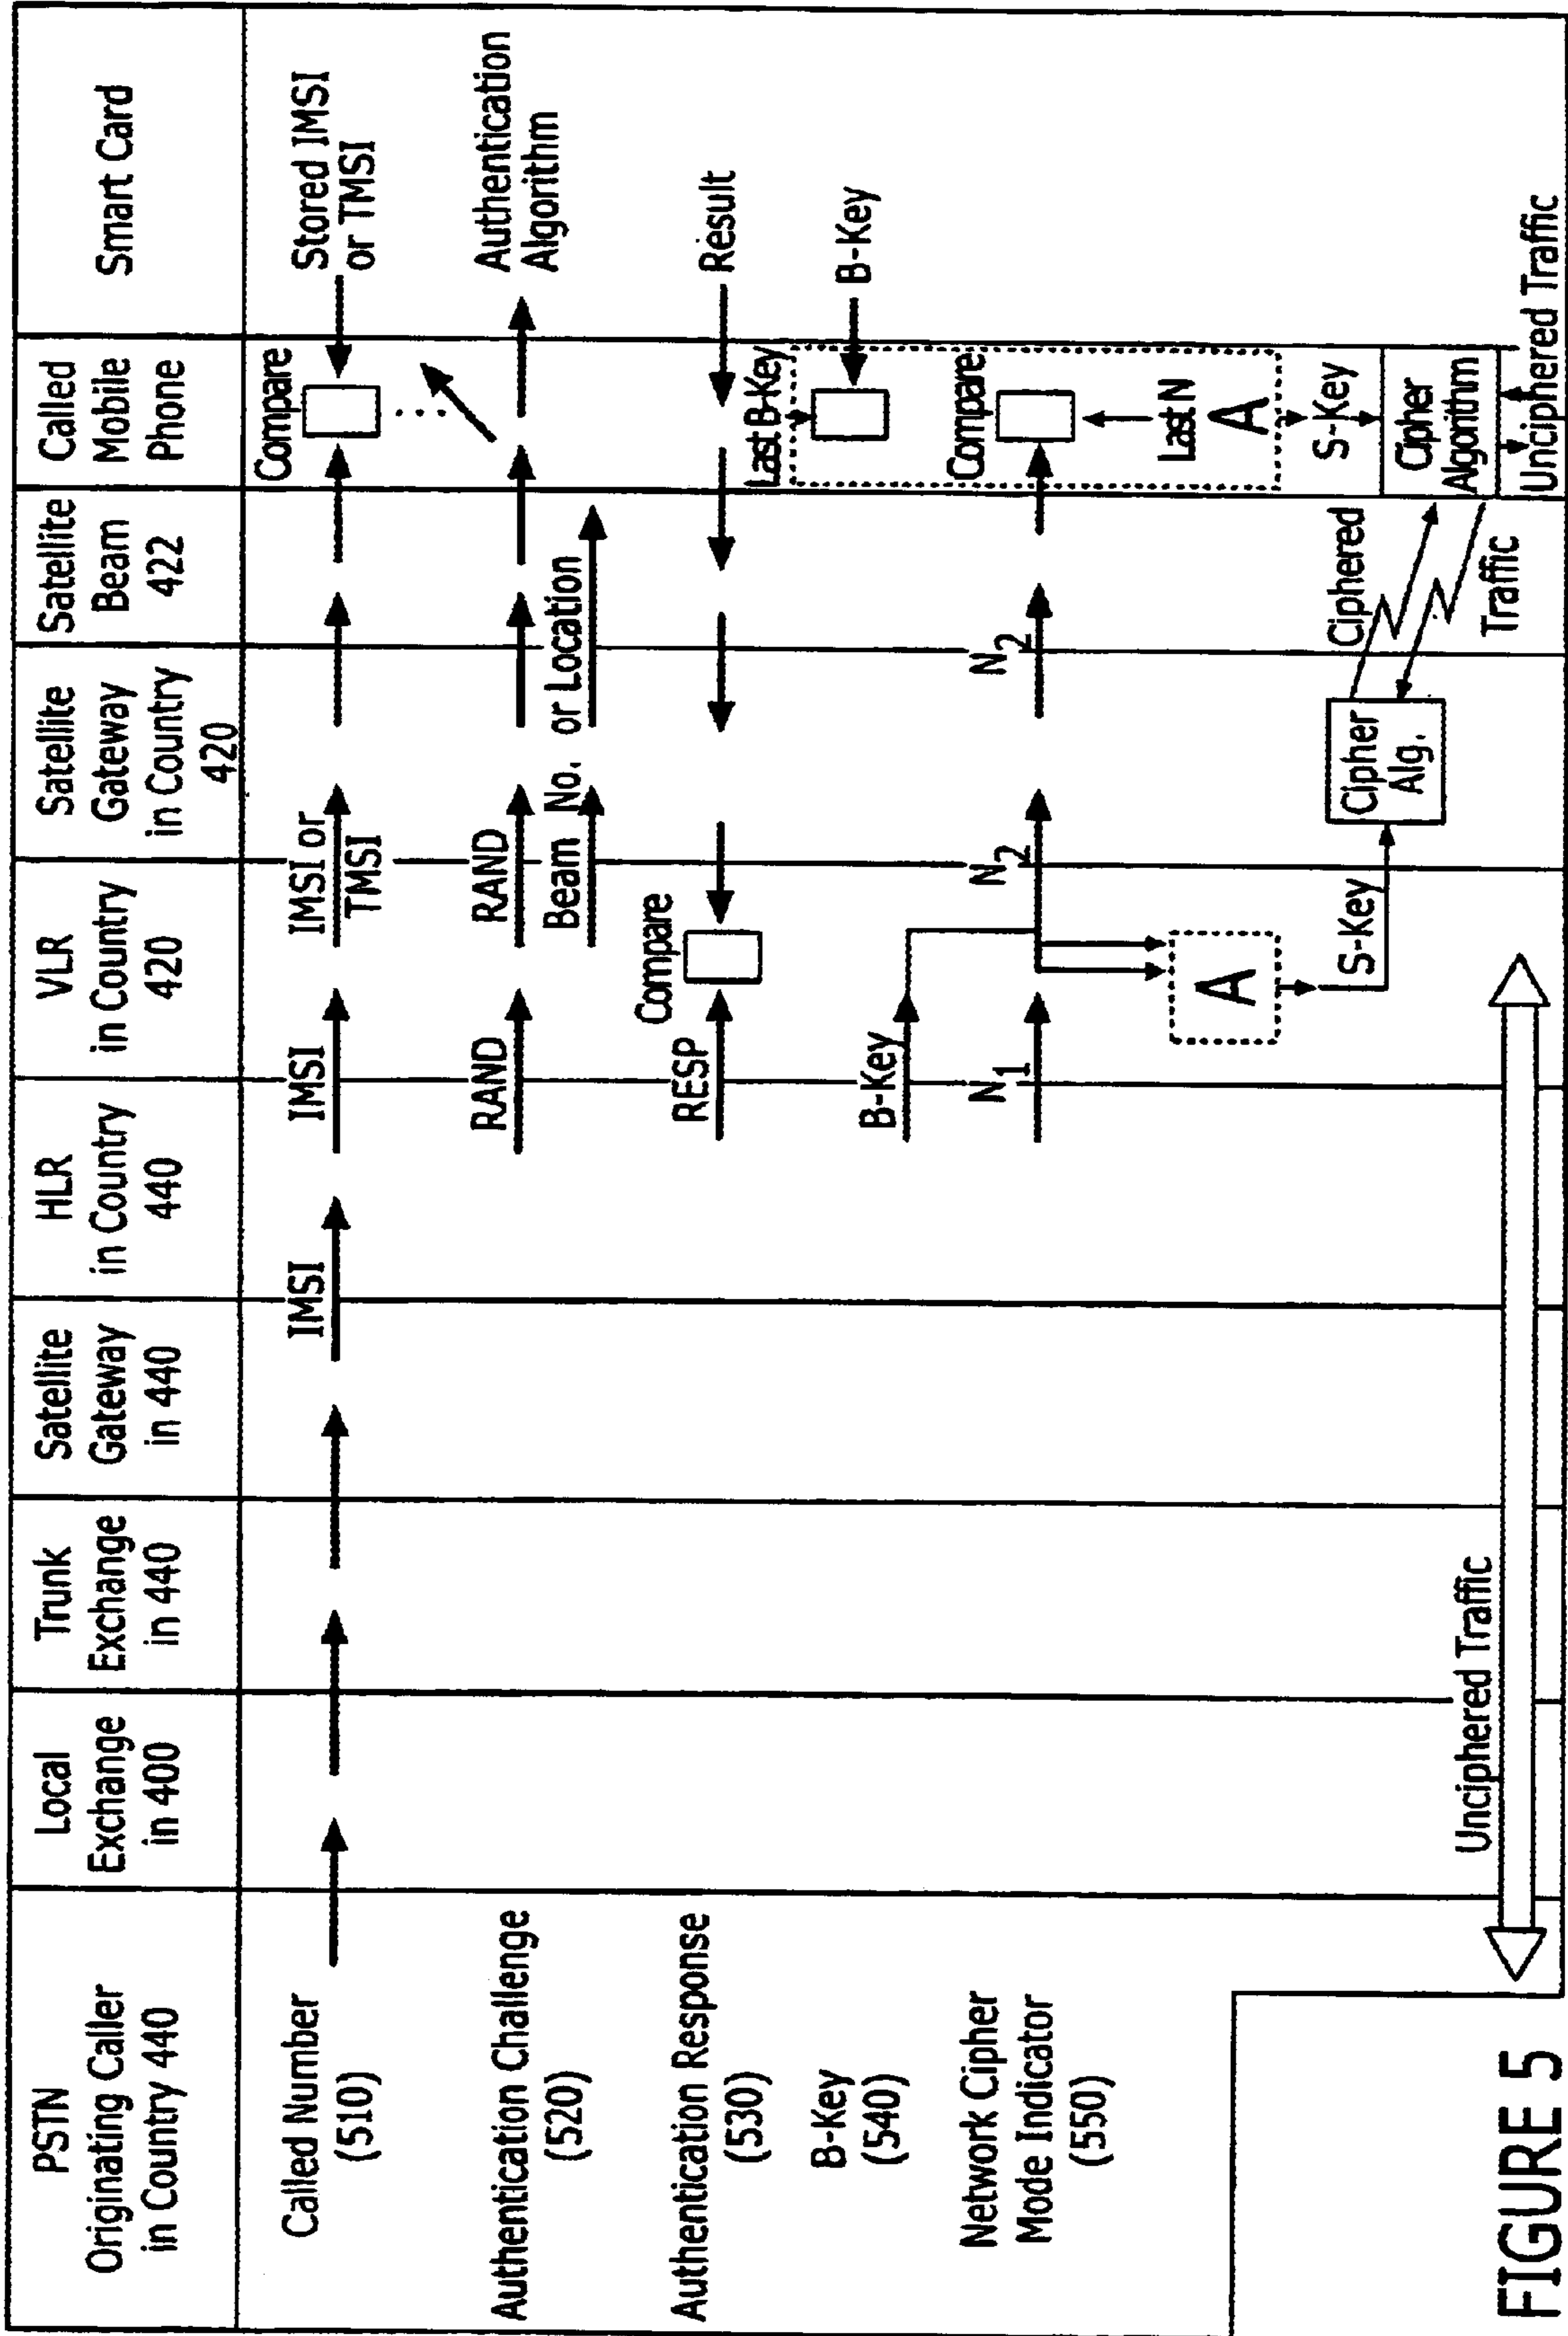 PSTN
Originating Caller
in Country 440
Local
Exchange
in 400
Trunk
Exchange
in 440
Satellite
Gateway
in 440
HLR
in Country
440
VLR
in Country
420
Satellite
Gateway
in Country
420
Satellite
Beam
422
Called
Mobile
Phone
Smart Card
Called Number
(510)
IMSI
IMSI
IMSI or
TMSI
Compare
Stored IMSI
or TMSI
Authentication Challenge
(520)
RAND
RAND
Beam No. or Location
Authentication
Algorithm
Authentication Response
(530)
RESP
Compare
Result
B-Key
(540)
B-Key
Last B-Key
B-Key
Network Cipher
Mode Indicator
(550)
N1
N2
N2
Compare
Last N
A
A
S-Key
S-Key
Cipher
Alg.
Ciphered
Traffic
Cipher
Algorithm
Unciphered Traffic
Unciphered Traffic
FIGURE 5